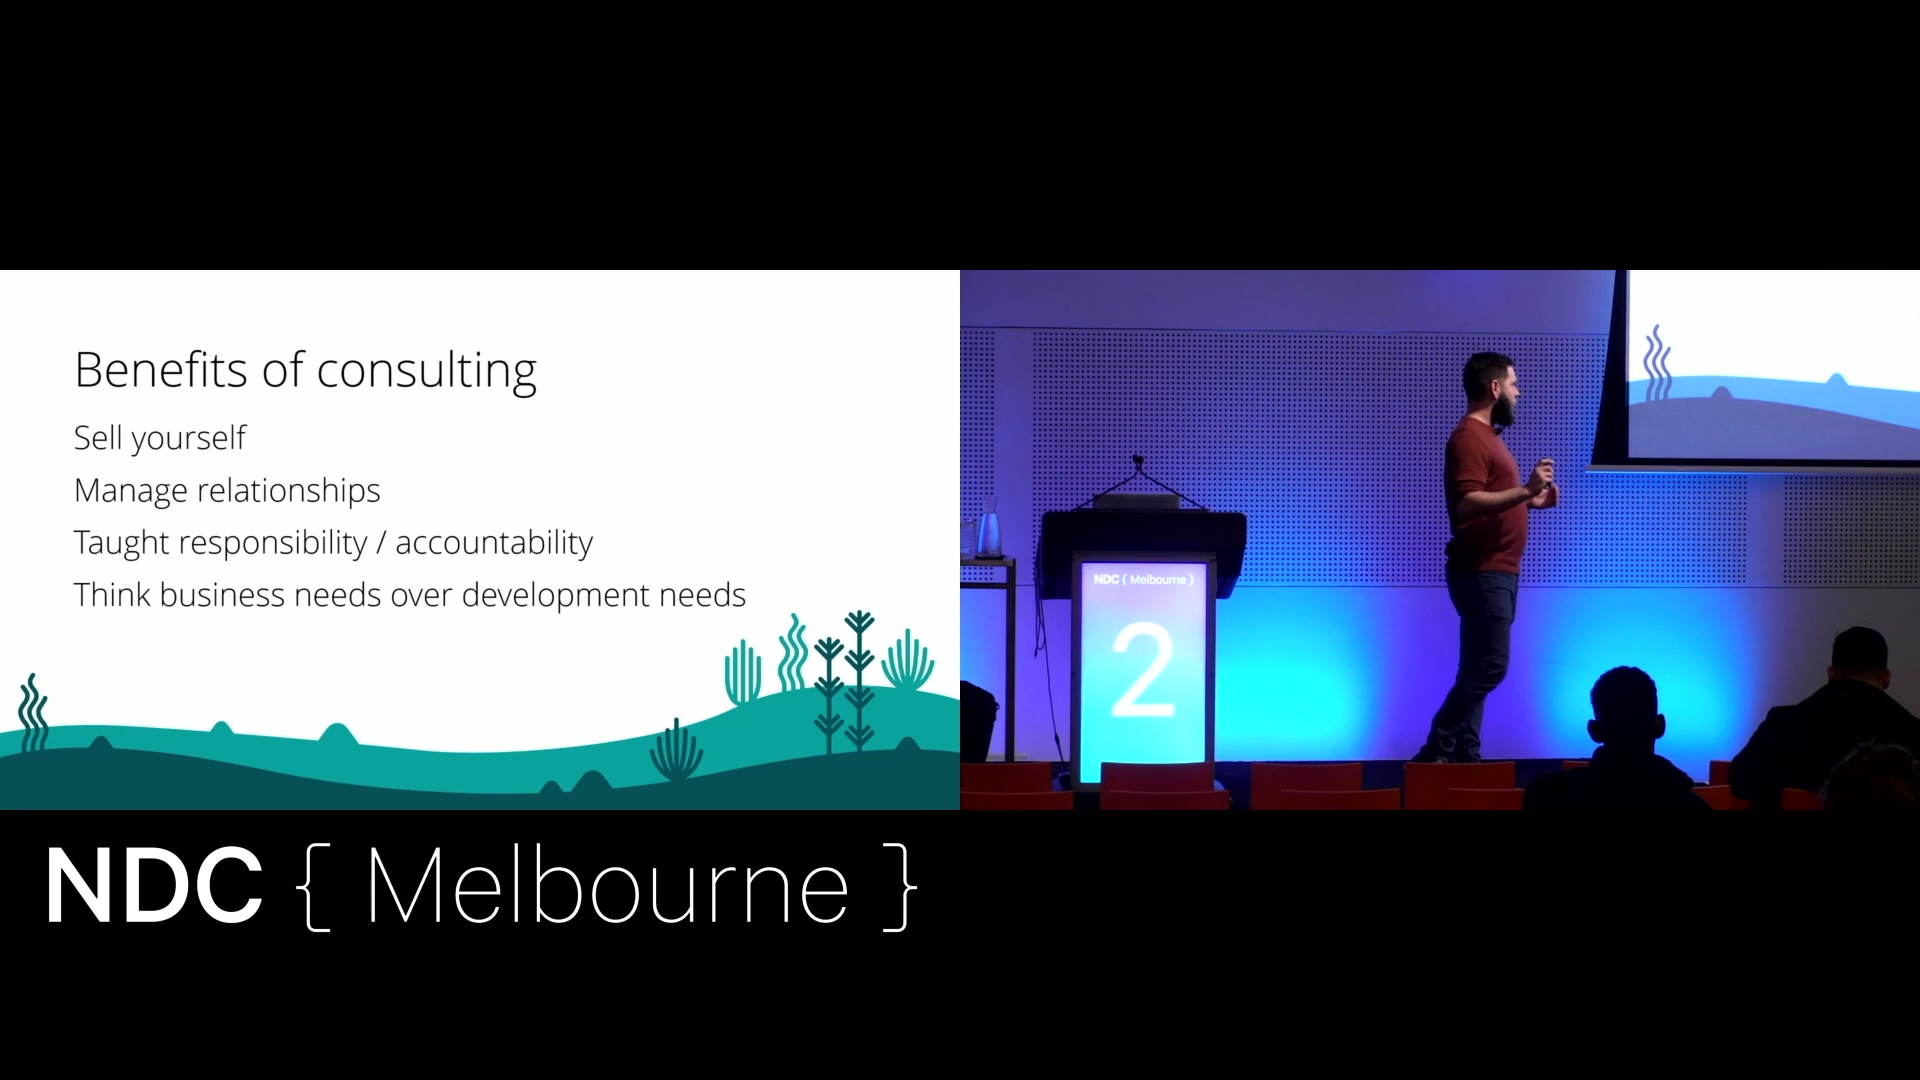 Benefits of consulting
Sell yourself
Manage relationships
Taught responsibility / accountability
Think business needs over development needs
NDC { Melbourne }
2
NDC { Melbourne }